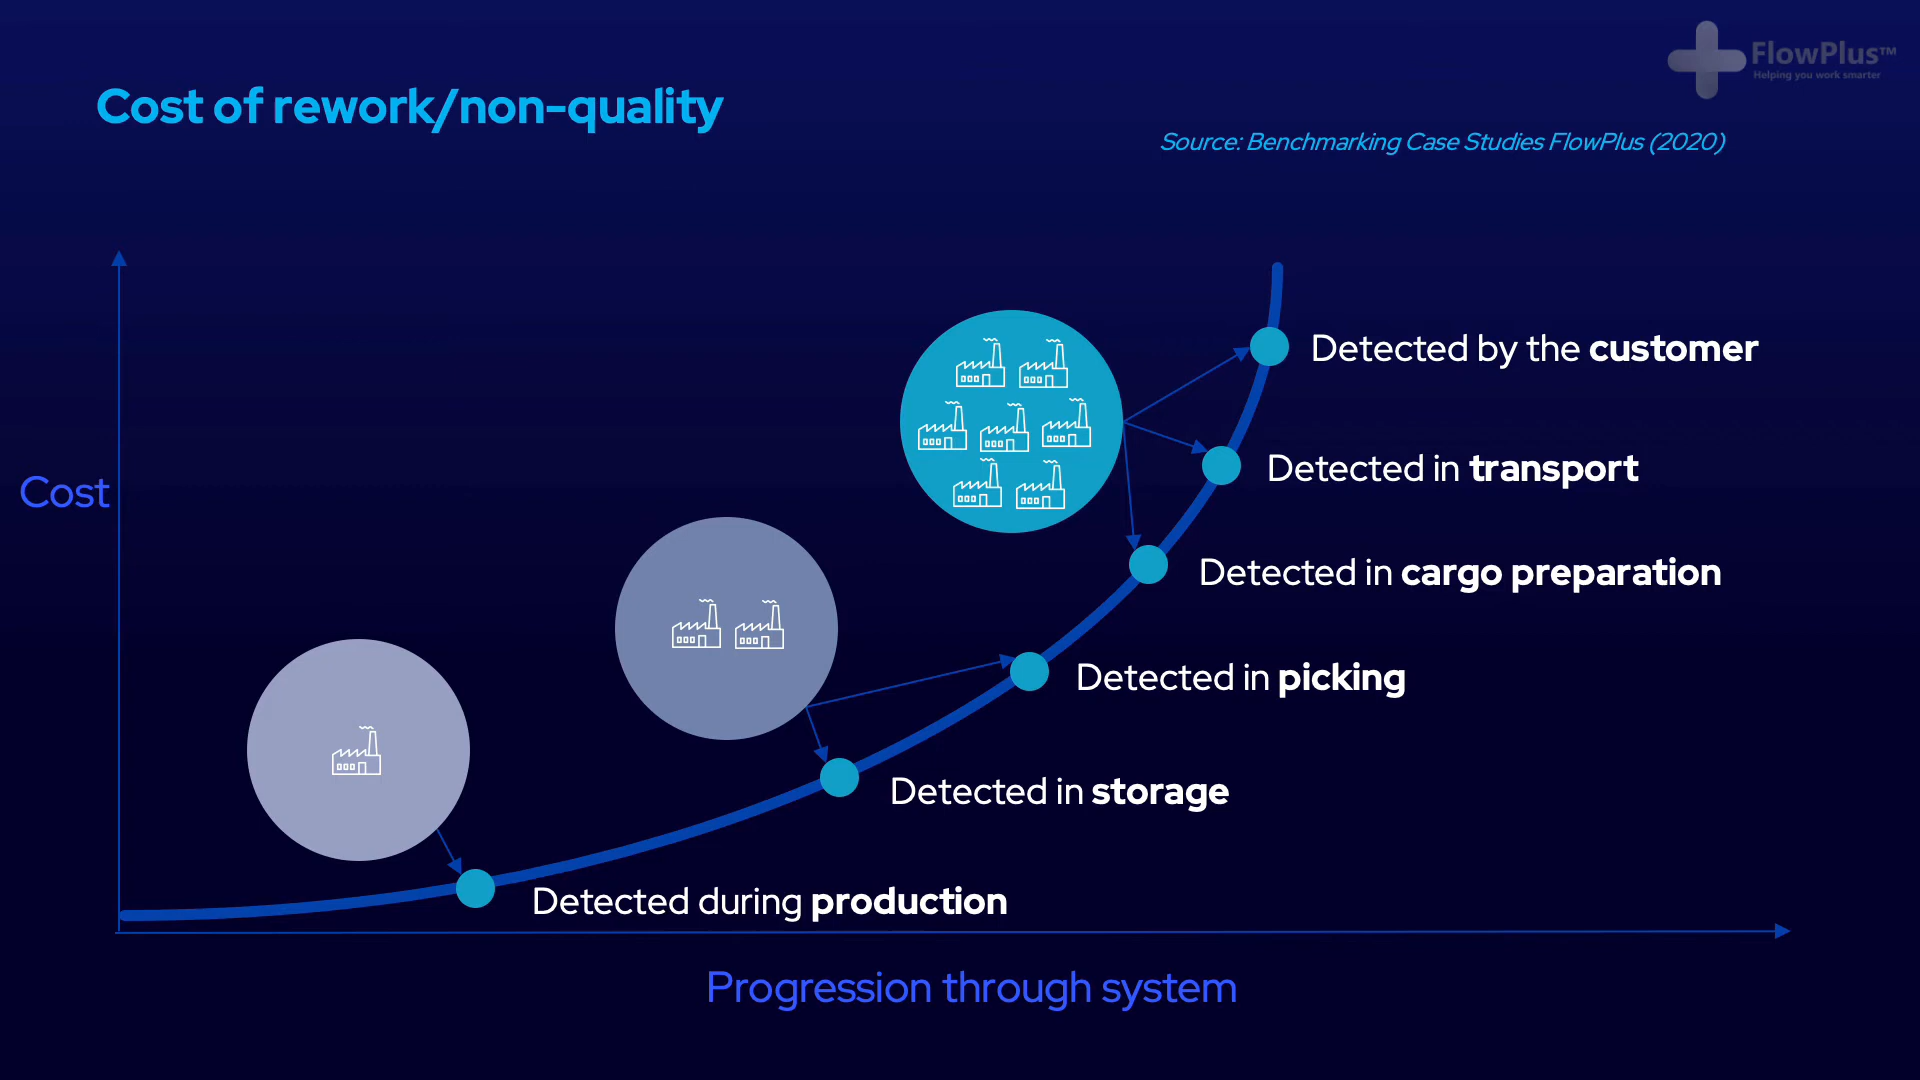 FlowPlus™
Helping you work smarter
Cost of rework/non-quality
Source: Benchmarking Case Studies FlowPlus (2020)
Detected by the customer
Detected in transport
Cost
Detected in cargo preparation
Detected in picking
Detected in storage
Detected during production
Progression through system